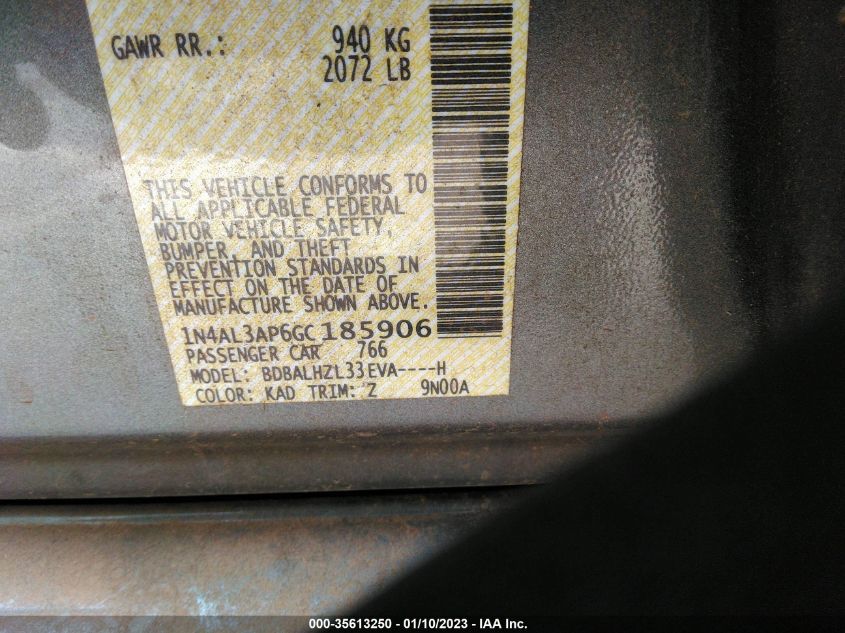 GAWR RR.: 940 KG
2072 LB
THIS VEHICLE CONFORMS TO
ALL APPLICABLE FEDERAL
MOTOR VEHICLE SAFETY,
BUMPER, AND THEFT
PREVENTION STANDARDS IN
EFFECT ON THE DATE OF
MANUFACTURE SHOWN ABOVE.
1N4AL3AP6GC185906
PASSENGER CAR 766
MODEL: BDBALHZL33EVA----H
COLOR: KAD TRIM: Z 9N00A
000-35613250 - 01/10/2023 - IAA Inc.